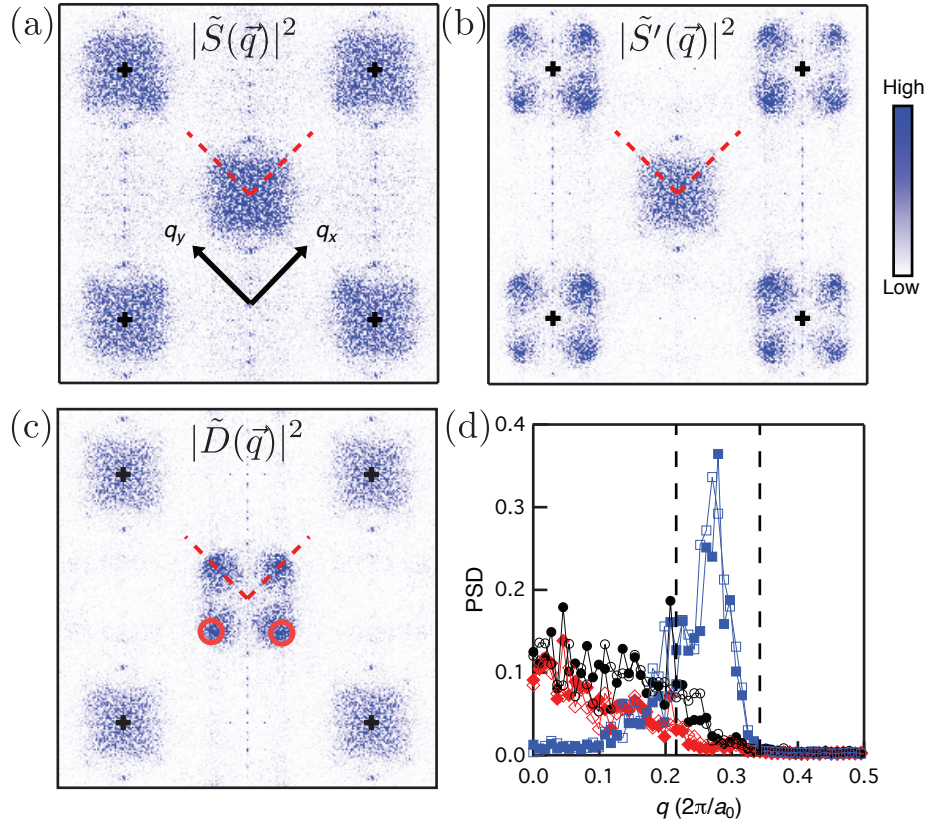 (a)
|S̃(q⃗)|²
q_y
q_x
(b)
|S̃′(q⃗)|²
High
Low
(c)
|D̃(q⃗)|²
(d)
PSD
0.4
0.3
0.2
0.1
0.0
0.0 0.1 0.2 0.3 0.4 0.5
q (2π/a₀)